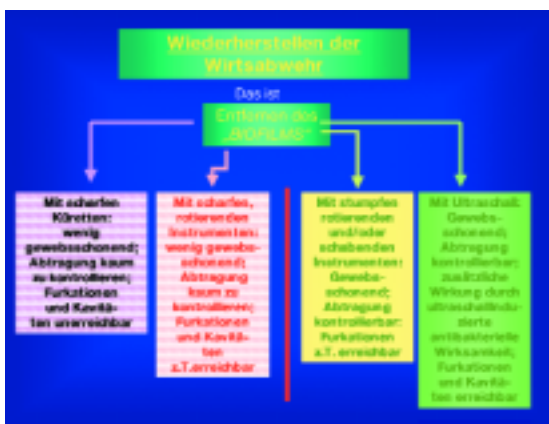 Wiederherstellen der
Wirtsabwehr
Das ist
Entfernen des
„BIOFILMS“
Mit scharfen
Küretten:
wenig
gewebsschonend;
Abtragung kaum
zu kontrollieren;
Furkationen
und Kavitä-
ten unerreichbar
Mit scharfen,
rotierenden
Instrumenten:
wenig gewebs-
schonend;
Abtragung
kaum zu
kontrollieren;
Furkationen
und Kavitä-
ten
z.T.erreichbar
Mit stumpfen
rotierenden
und/oder
schabenden
Instrumenten:
Gewebs-
schonend;
Abtragung
kontrollierbar:
Furkationen
z.T. erreichbar
Mit Ultraschall:
Gewebs-
schonend;
Abtragung
kontrollierbar;
zusätzliche
Wirkung durch
ultraschallindu-
zierte
antibakterielle
Wirksamkeit;
Furkationen
und Kavitä-
ten erreichbar